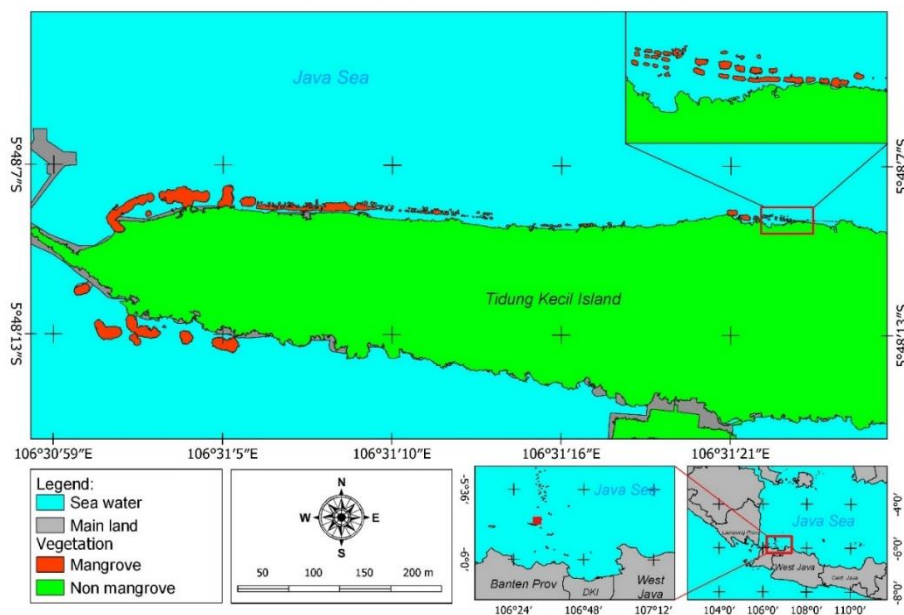 Java Sea
5°48'7"S
5°48'7"S
Tidung Kecil Island
5°48'13"S
5°48'13"S
106°30'59"E
106°31'5"E
106°31'10"E
106°31'16"E
106°31'21"E
Legend:
Sea water
Main land
Vegetation
Mangrove
Non mangrove
N
W
E
S
50
100
150
200 m
Java Sea
Banten Prov
DKI
West
Java
5°36'
6°0'
106°24'
106°48'
107°12'
Java Sea
Lampung Prov
West Java
Cent Java
-4°0'
-6°0'
-8°0'
104°0'
106°0'
108°0'
110°0'